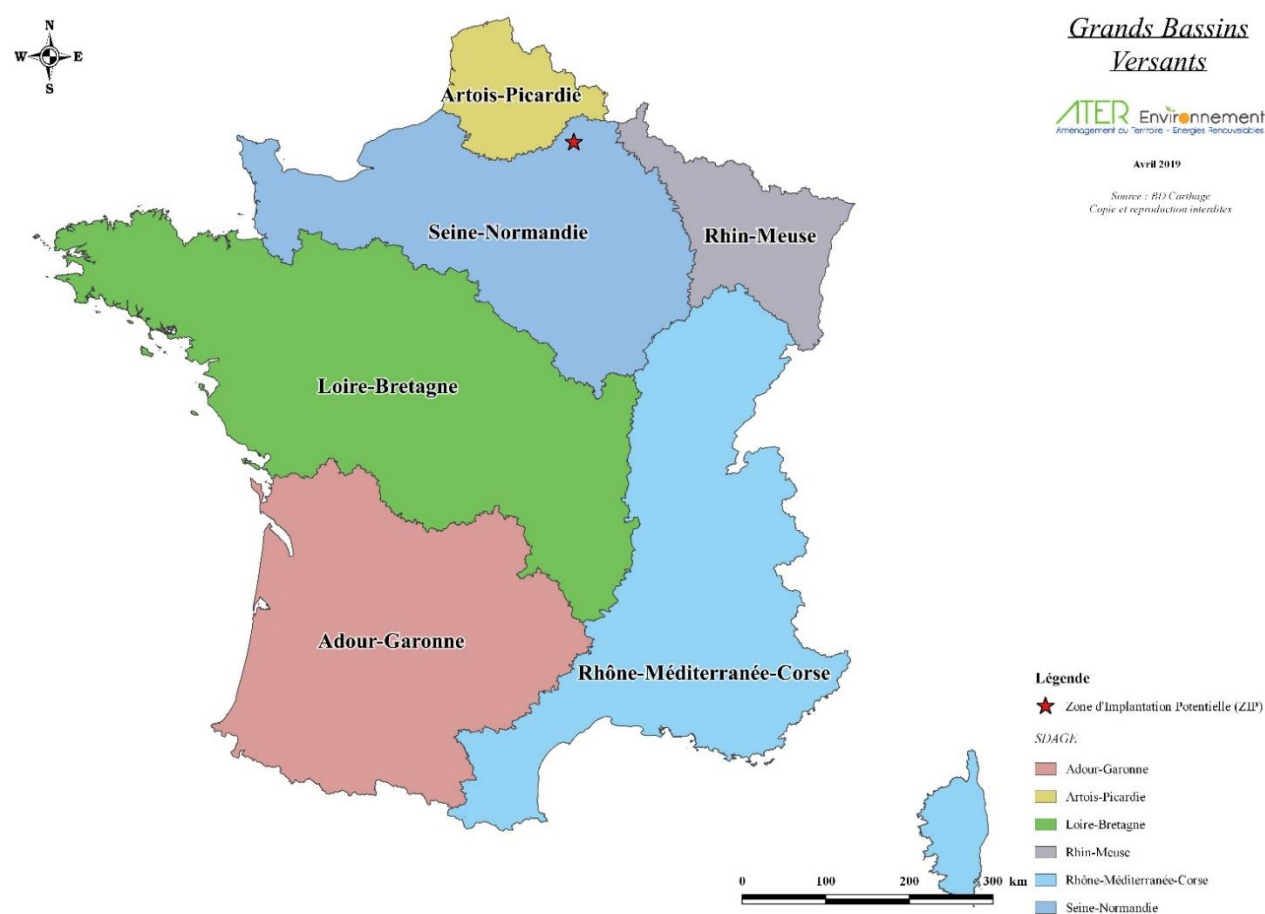 Grands Bassins
Versants
ATER Environnement
Aménagement du Territoire - Energies Renouvelables
Avril 2019
Source : BD Carthage
Copie et reproduction interdites
N
W E
S
Artois-Picardie
Seine-Normandie
Rhin-Meuse
Loire-Bretagne
Adour-Garonne
Rhône-Méditerranée-Corse
Légende
Zone d'Implantation Potentielle (ZIP)
SDAGE
Adour-Garonne
Artois-Picardie
Loire-Bretagne
Rhin-Meuse
Rhône-Méditerranée-Corse
Seine-Normandie
0 100 200 300 km